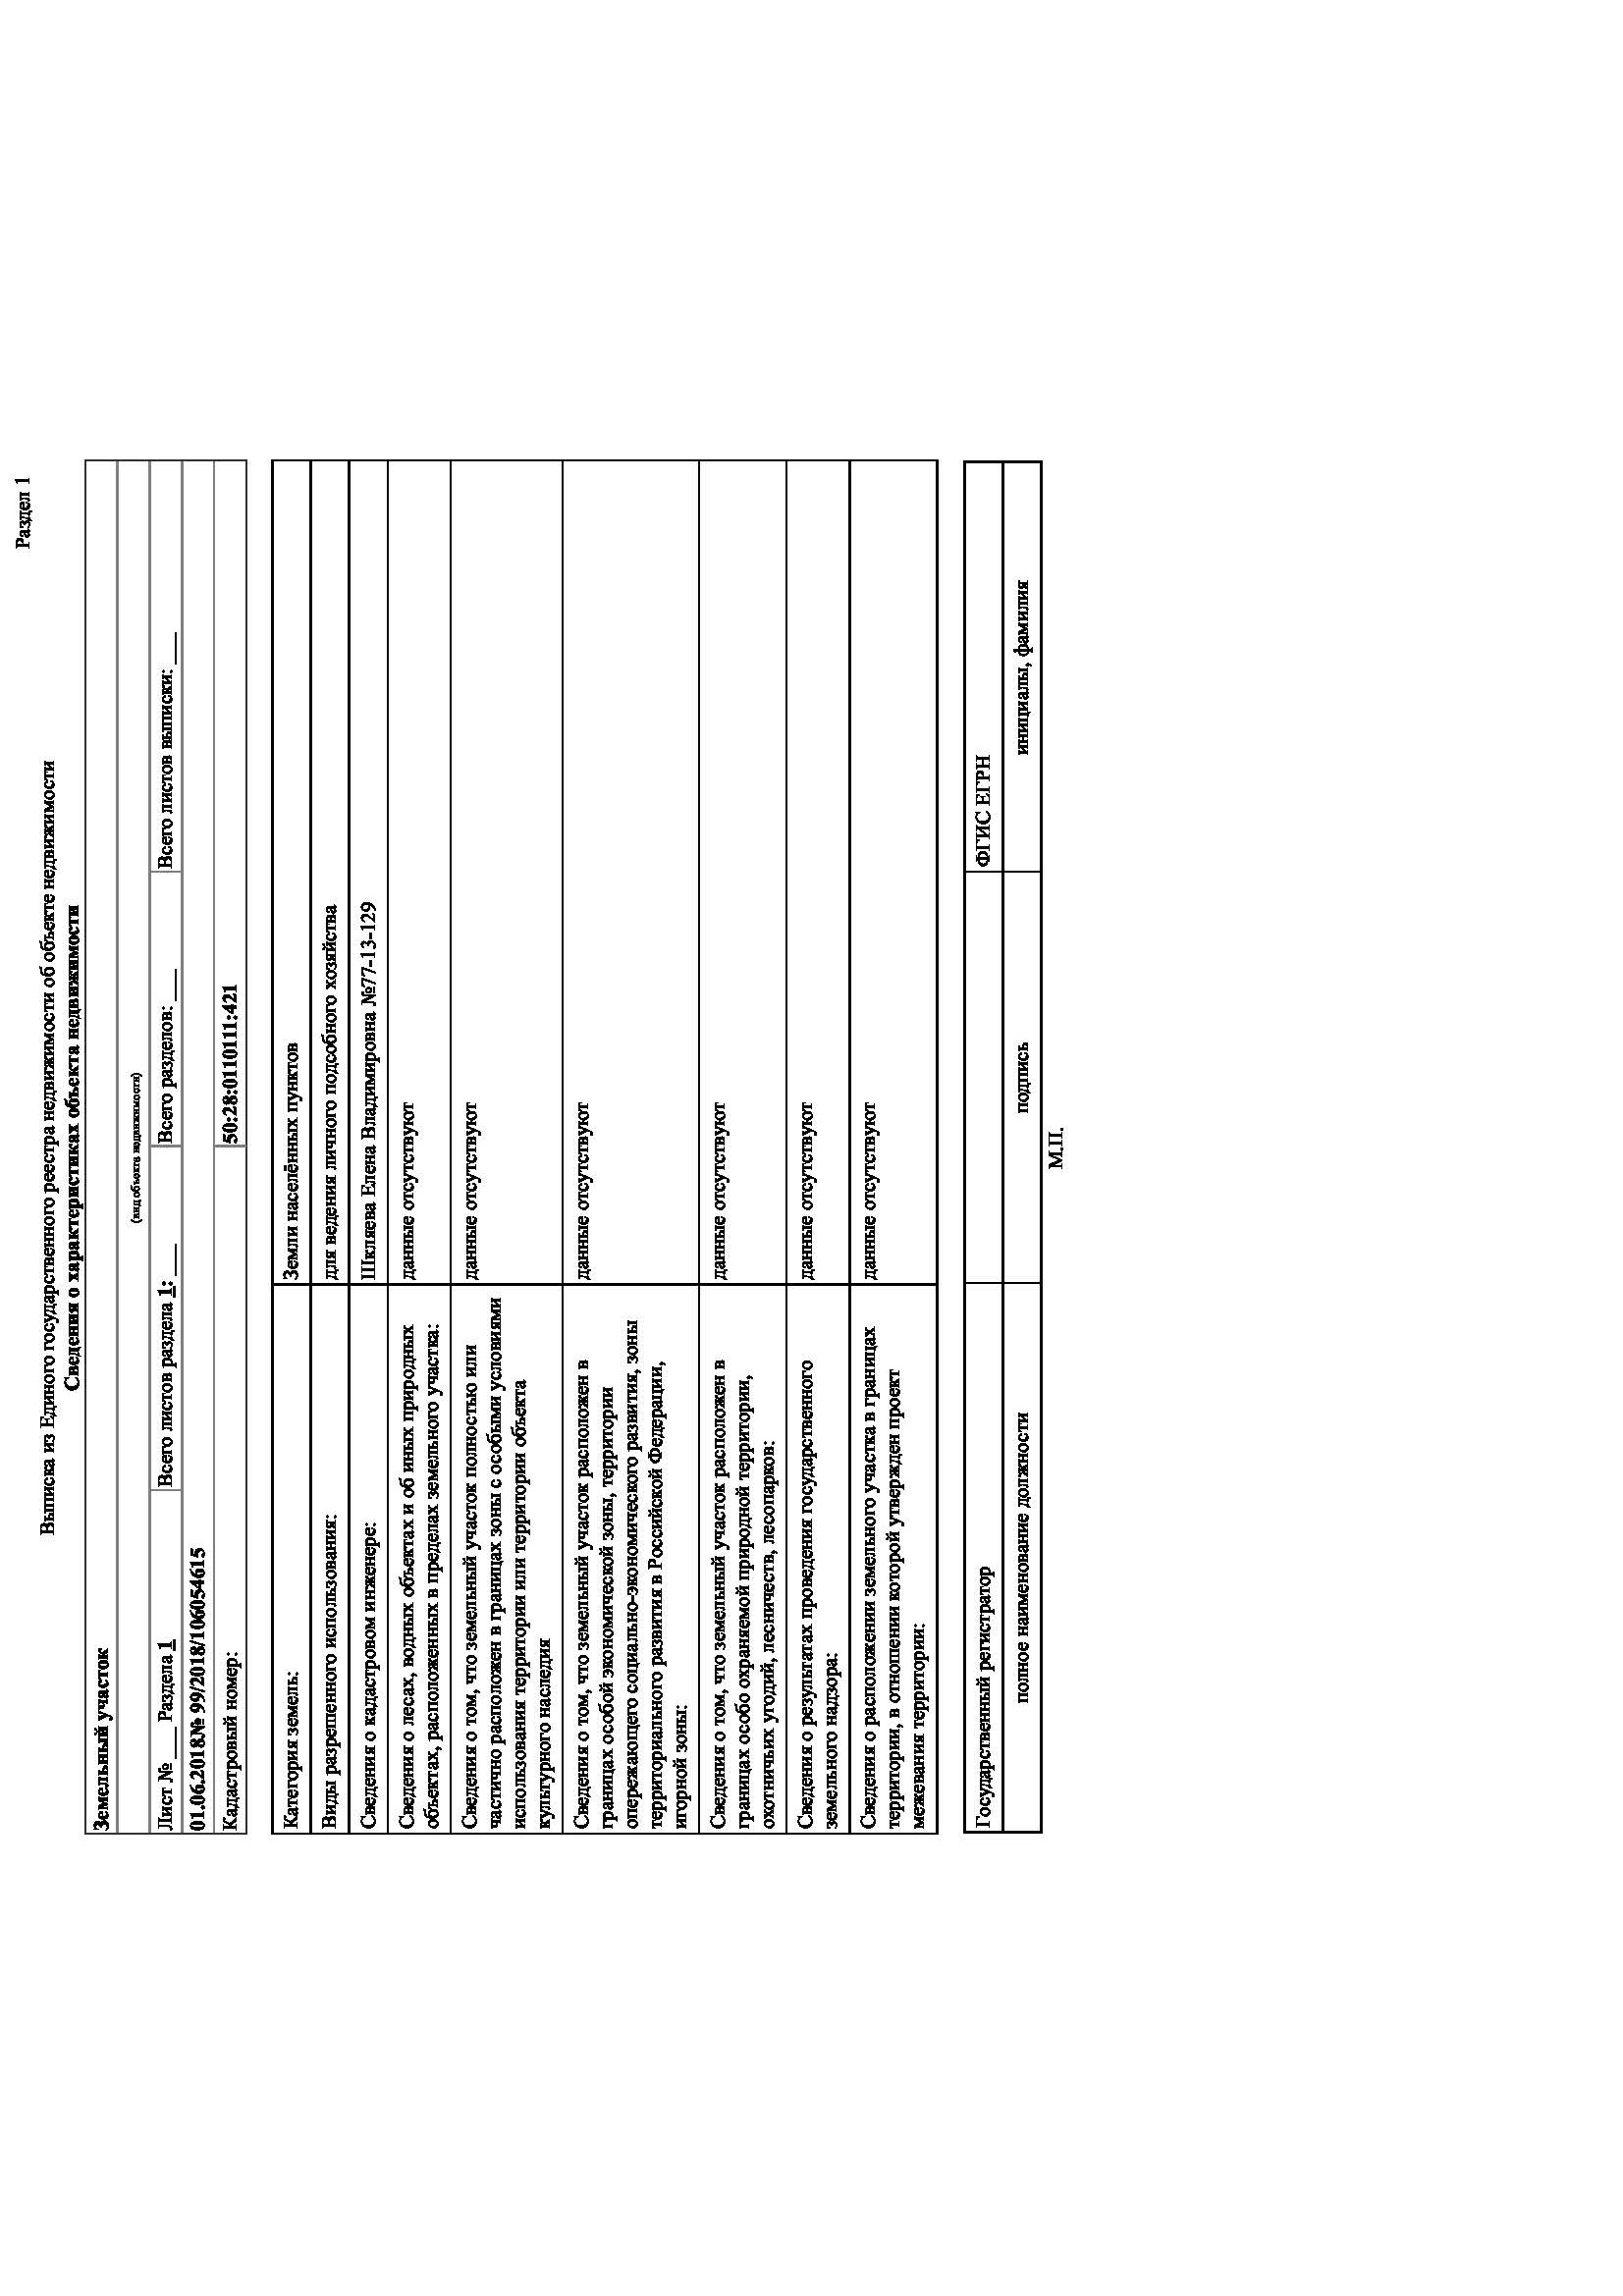 Раздел 1
Выписка из Единого государственного реестра недвижимости об объекте недвижимости
Сведения о характеристиках объекта недвижимости
Земельный участок
(вид объекта недвижимости)
Лист № ___ Раздела 1 Всего листов раздела 1: ___ Всего разделов: ___ Всего листов выписки: ___
01.06.2018№ 99/2018/106054615
Кадастровый номер: 50:28:0110111:421
Категория земель: Земли населённых пунктов
Виды разрешенного использования: для ведения личного подсобного хозяйства
Сведения о кадастровом инженере: Шкляева Елена Владимировна №77-13-129
Сведения о лесах, водных объектах и об иных природных данные отсутствуют
объектах, расположенных в пределах земельного участка:
Сведения о том, что земельный участок полностью или данные отсутствуют
частично расположен в границах зоны с особыми условиями
использования территории или территории объекта
культурного наследия
Сведения о том, что земельный участок расположен в данные отсутствуют
границах особой экономической зоны, территории
опережающего социально-экономического развития, зоны
территориального развития в Российской Федерации,
игорной зоны:
Сведения о том, что земельный участок расположен в данные отсутствуют
границах особо охраняемой природной территории,
охотничьих угодий, лесничеств, лесопарков:
Сведения о результатах проведения государственного данные отсутствуют
земельного надзора:
Сведения о расположении земельного участка в границах данные отсутствуют
территории, в отношении которой утвержден проект
межевания территории:
Государственный регистратор ФГИС ЕГРН
полное наименование должности подпись инициалы, фамилия
М.П.